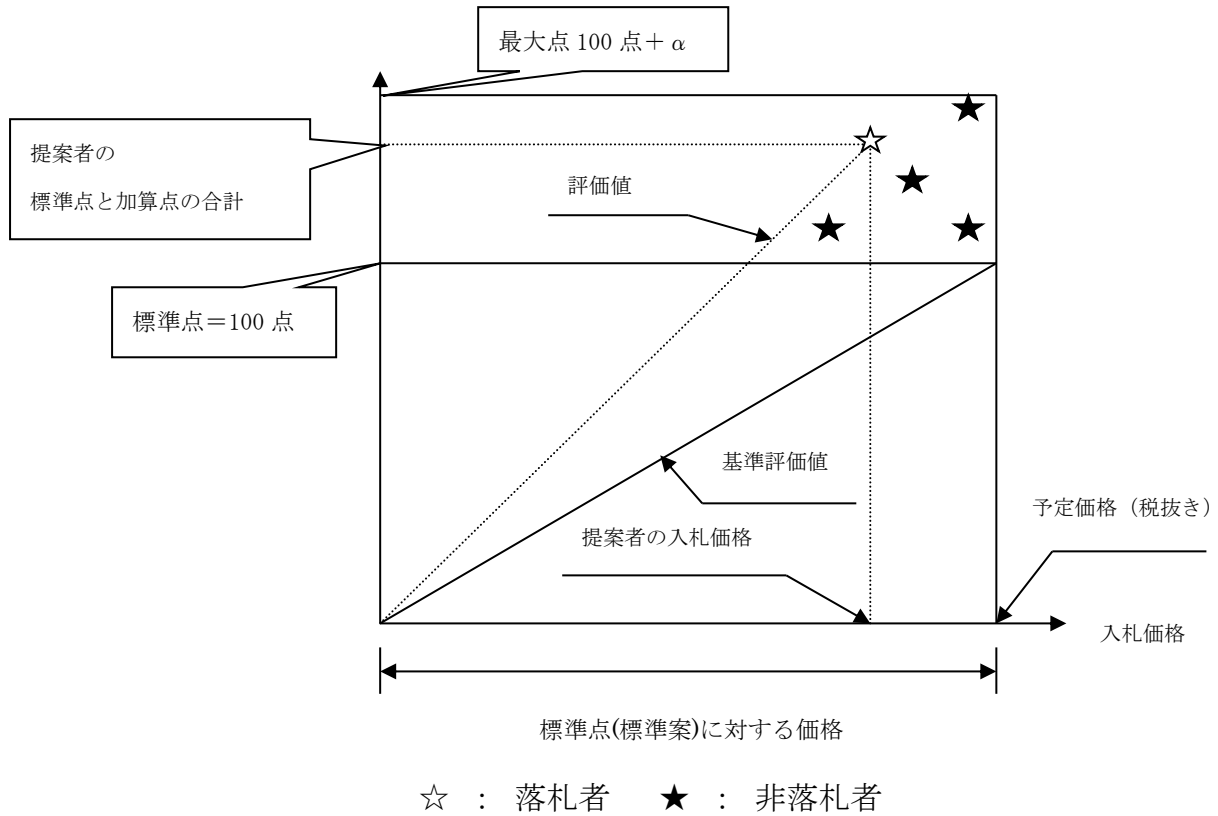 最大点 100 点＋α
提案者の
標準点と加算点の合計
評価値
標準点＝100 点
基準評価値
予定価格（税抜き）
提案者の入札価格
入札価格
標準点(標準案)に対する価格
☆ ： 落札者 ★ ： 非落札者